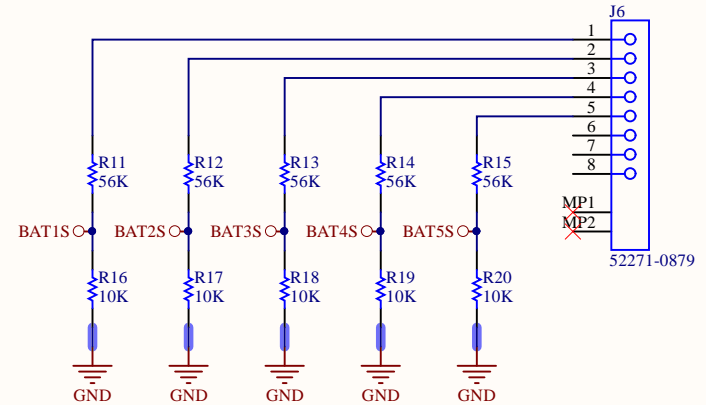 J6
1
2
3
4
5
6
7
8
MP1
MP2
52271-0879
R11 R12 R13 R14 R15
56K 56K 56K 56K 56K
BAT1S BAT2S BAT3S BAT4S BAT5S
R16 R17 R18 R19 R20
10K 10K 10K 10K 10K
GND GND GND GND GND